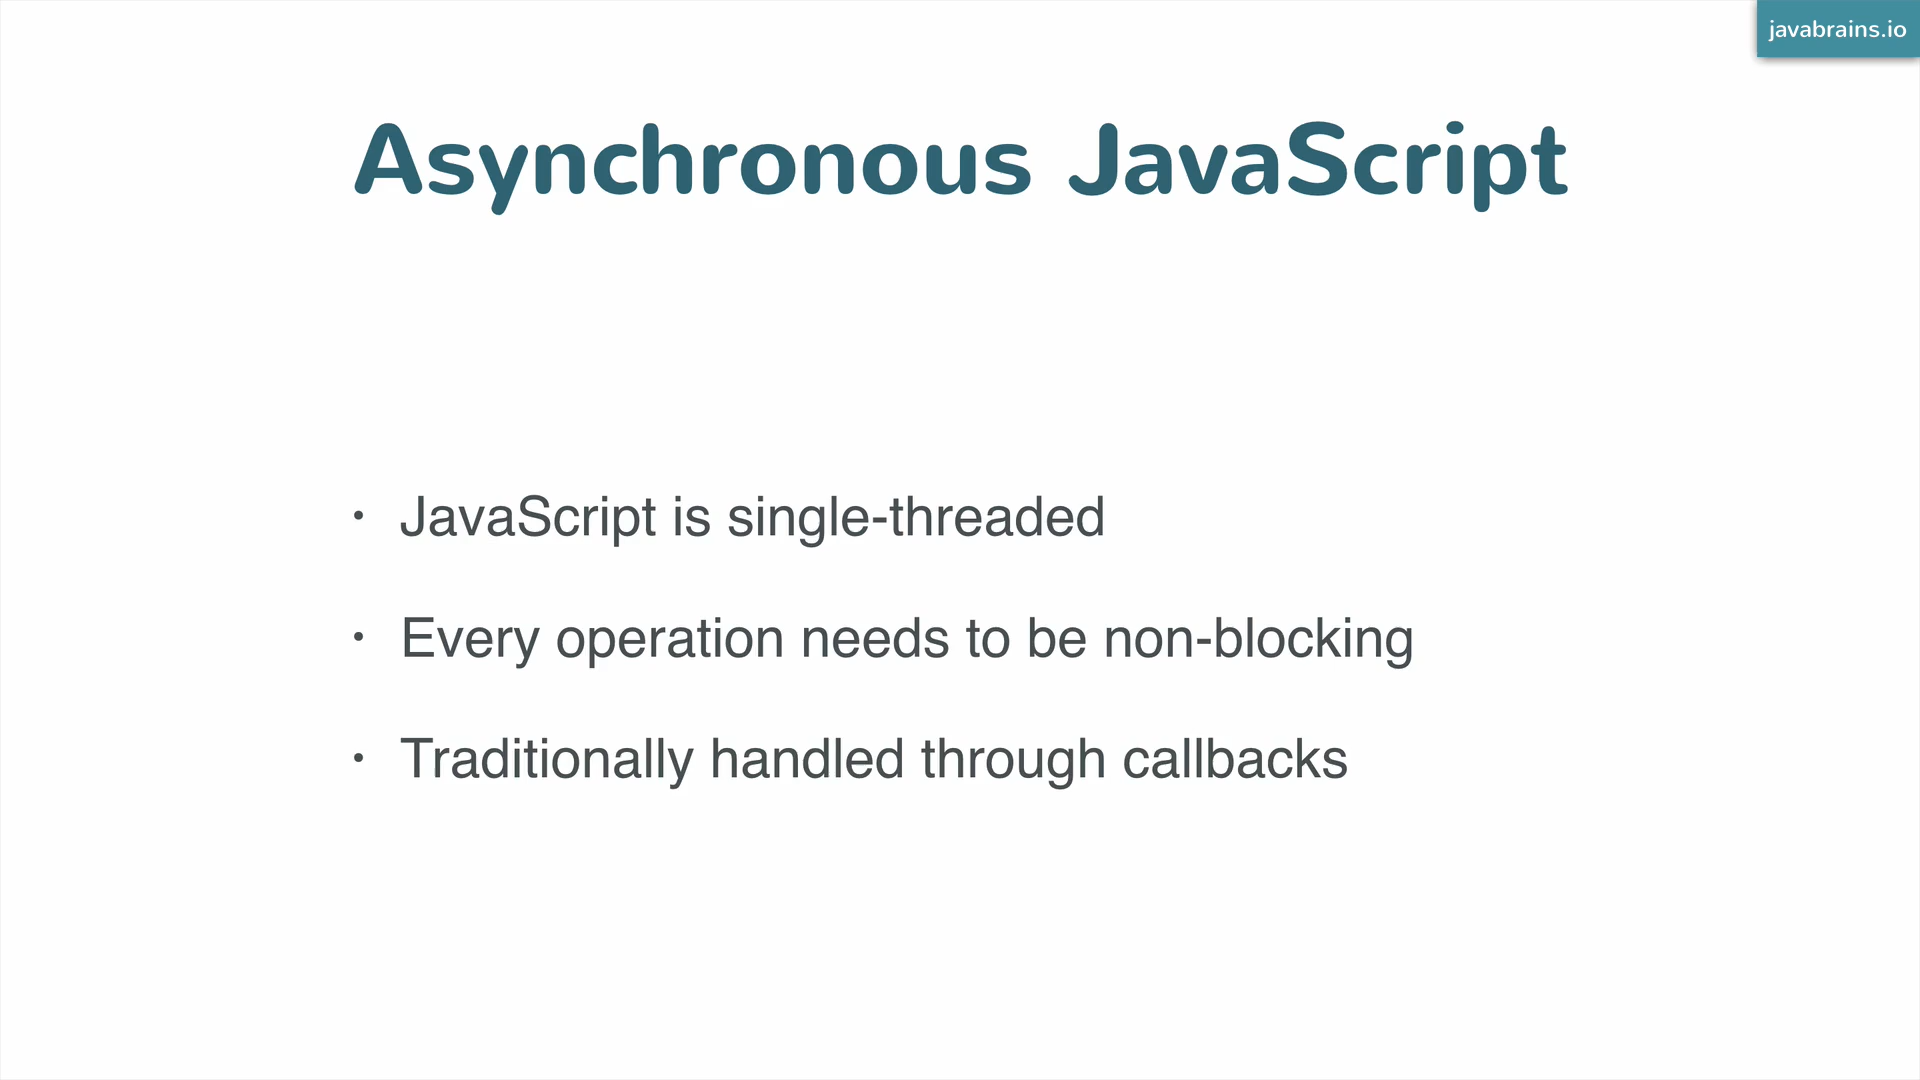 javabrains.io
Asynchronous JavaScript
• JavaScript is single-threaded
• Every operation needs to be non-blocking
• Traditionally handled through callbacks